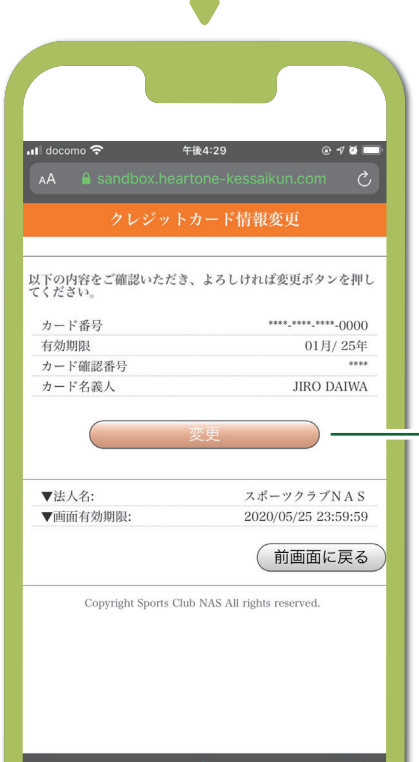 docomo 午後4:29
AA sandbox.heartone-kessaikun.com
クレジットカード情報変更
以下の内容をご確認いただき、よろしければ変更ボタンを押し
てください。
カード番号 ****-****-****-0000
有効期限 01月/ 25年
カード確認番号 ****
カード名義人 JIRO DAIWA
変更
▼法人名: スポーツクラブNAS
▼画面有効期限: 2020/05/25 23:59:59
前画面に戻る
Copyright Sports Club NAS All rights reserved.